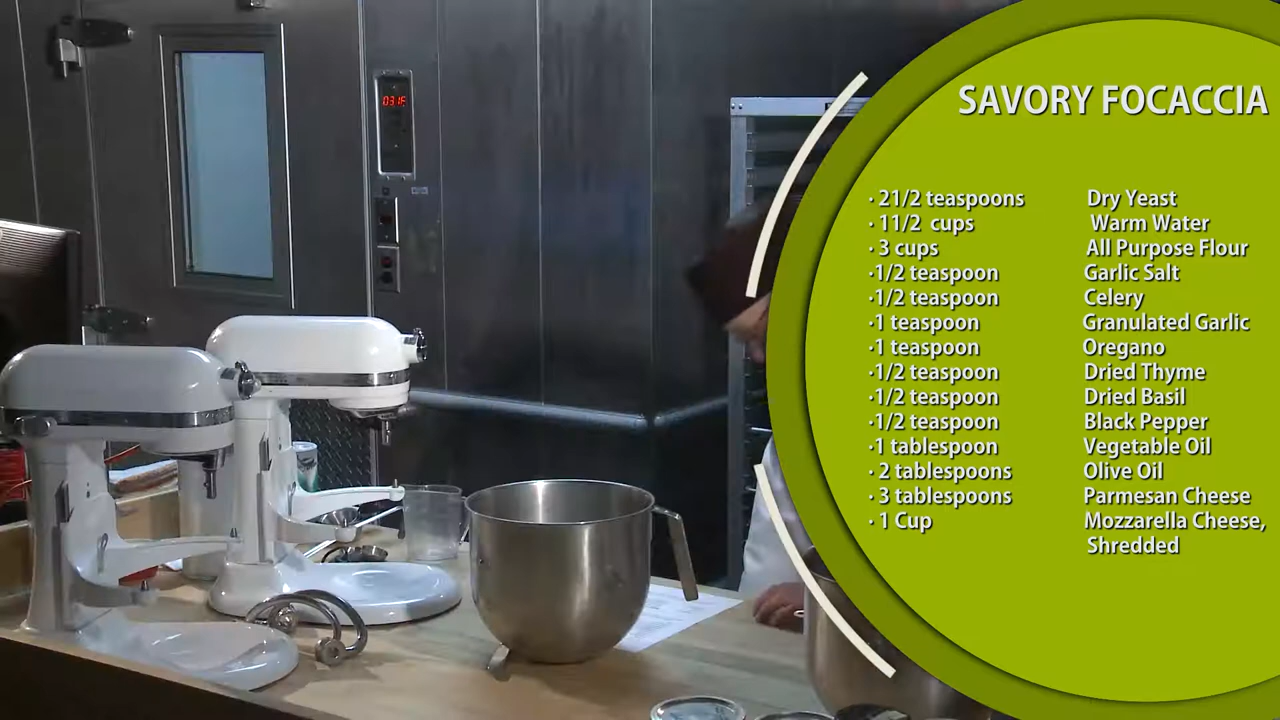 SAVORY FOCACCIA
· 21/2 teaspoons Dry Yeast
· 11/2 cups Warm Water
· 3 cups All Purpose Flour
·1/2 teaspoon Garlic Salt
·1/2 teaspoon Celery
·1 teaspoon Granulated Garlic
·1 teaspoon Oregano
·1/2 teaspoon Dried Thyme
·1/2 teaspoon Dried Basil
·1/2 teaspoon Black Pepper
·1 tablespoon Vegetable Oil
· 2 tablespoons Olive Oil
· 3 tablespoons Parmesan Cheese
· 1 Cup Mozzarella Cheese,
Shredded